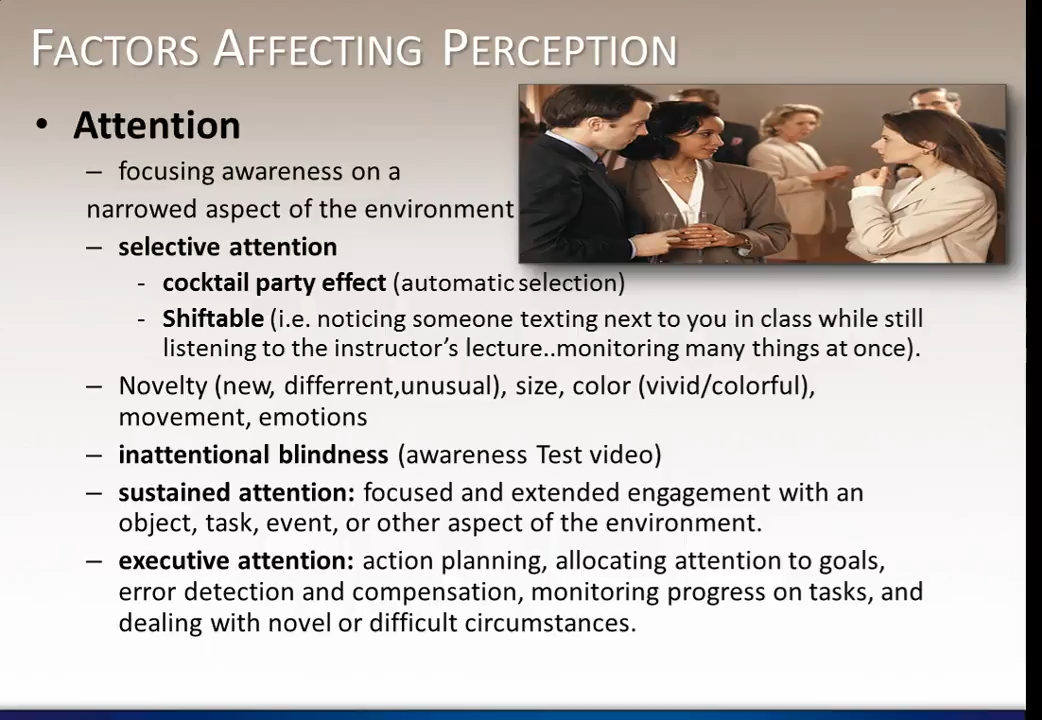 FACTORS AFFECTING PERCEPTION
• Attention
– focusing awareness on a
narrowed aspect of the environment
– selective attention
- cocktail party effect (automatic selection)
- Shiftable (i.e. noticing someone texting next to you in class while still
listening to the instructor’s lecture..monitoring many things at once).
– Novelty (new, differrent,unusual), size, color (vivid/colorful),
movement, emotions
– inattentional blindness (awareness Test video)
– sustained attention: focused and extended engagement with an
object, task, event, or other aspect of the environment.
– executive attention: action planning, allocating attention to goals,
error detection and compensation, monitoring progress on tasks, and
dealing with novel or difficult circumstances.